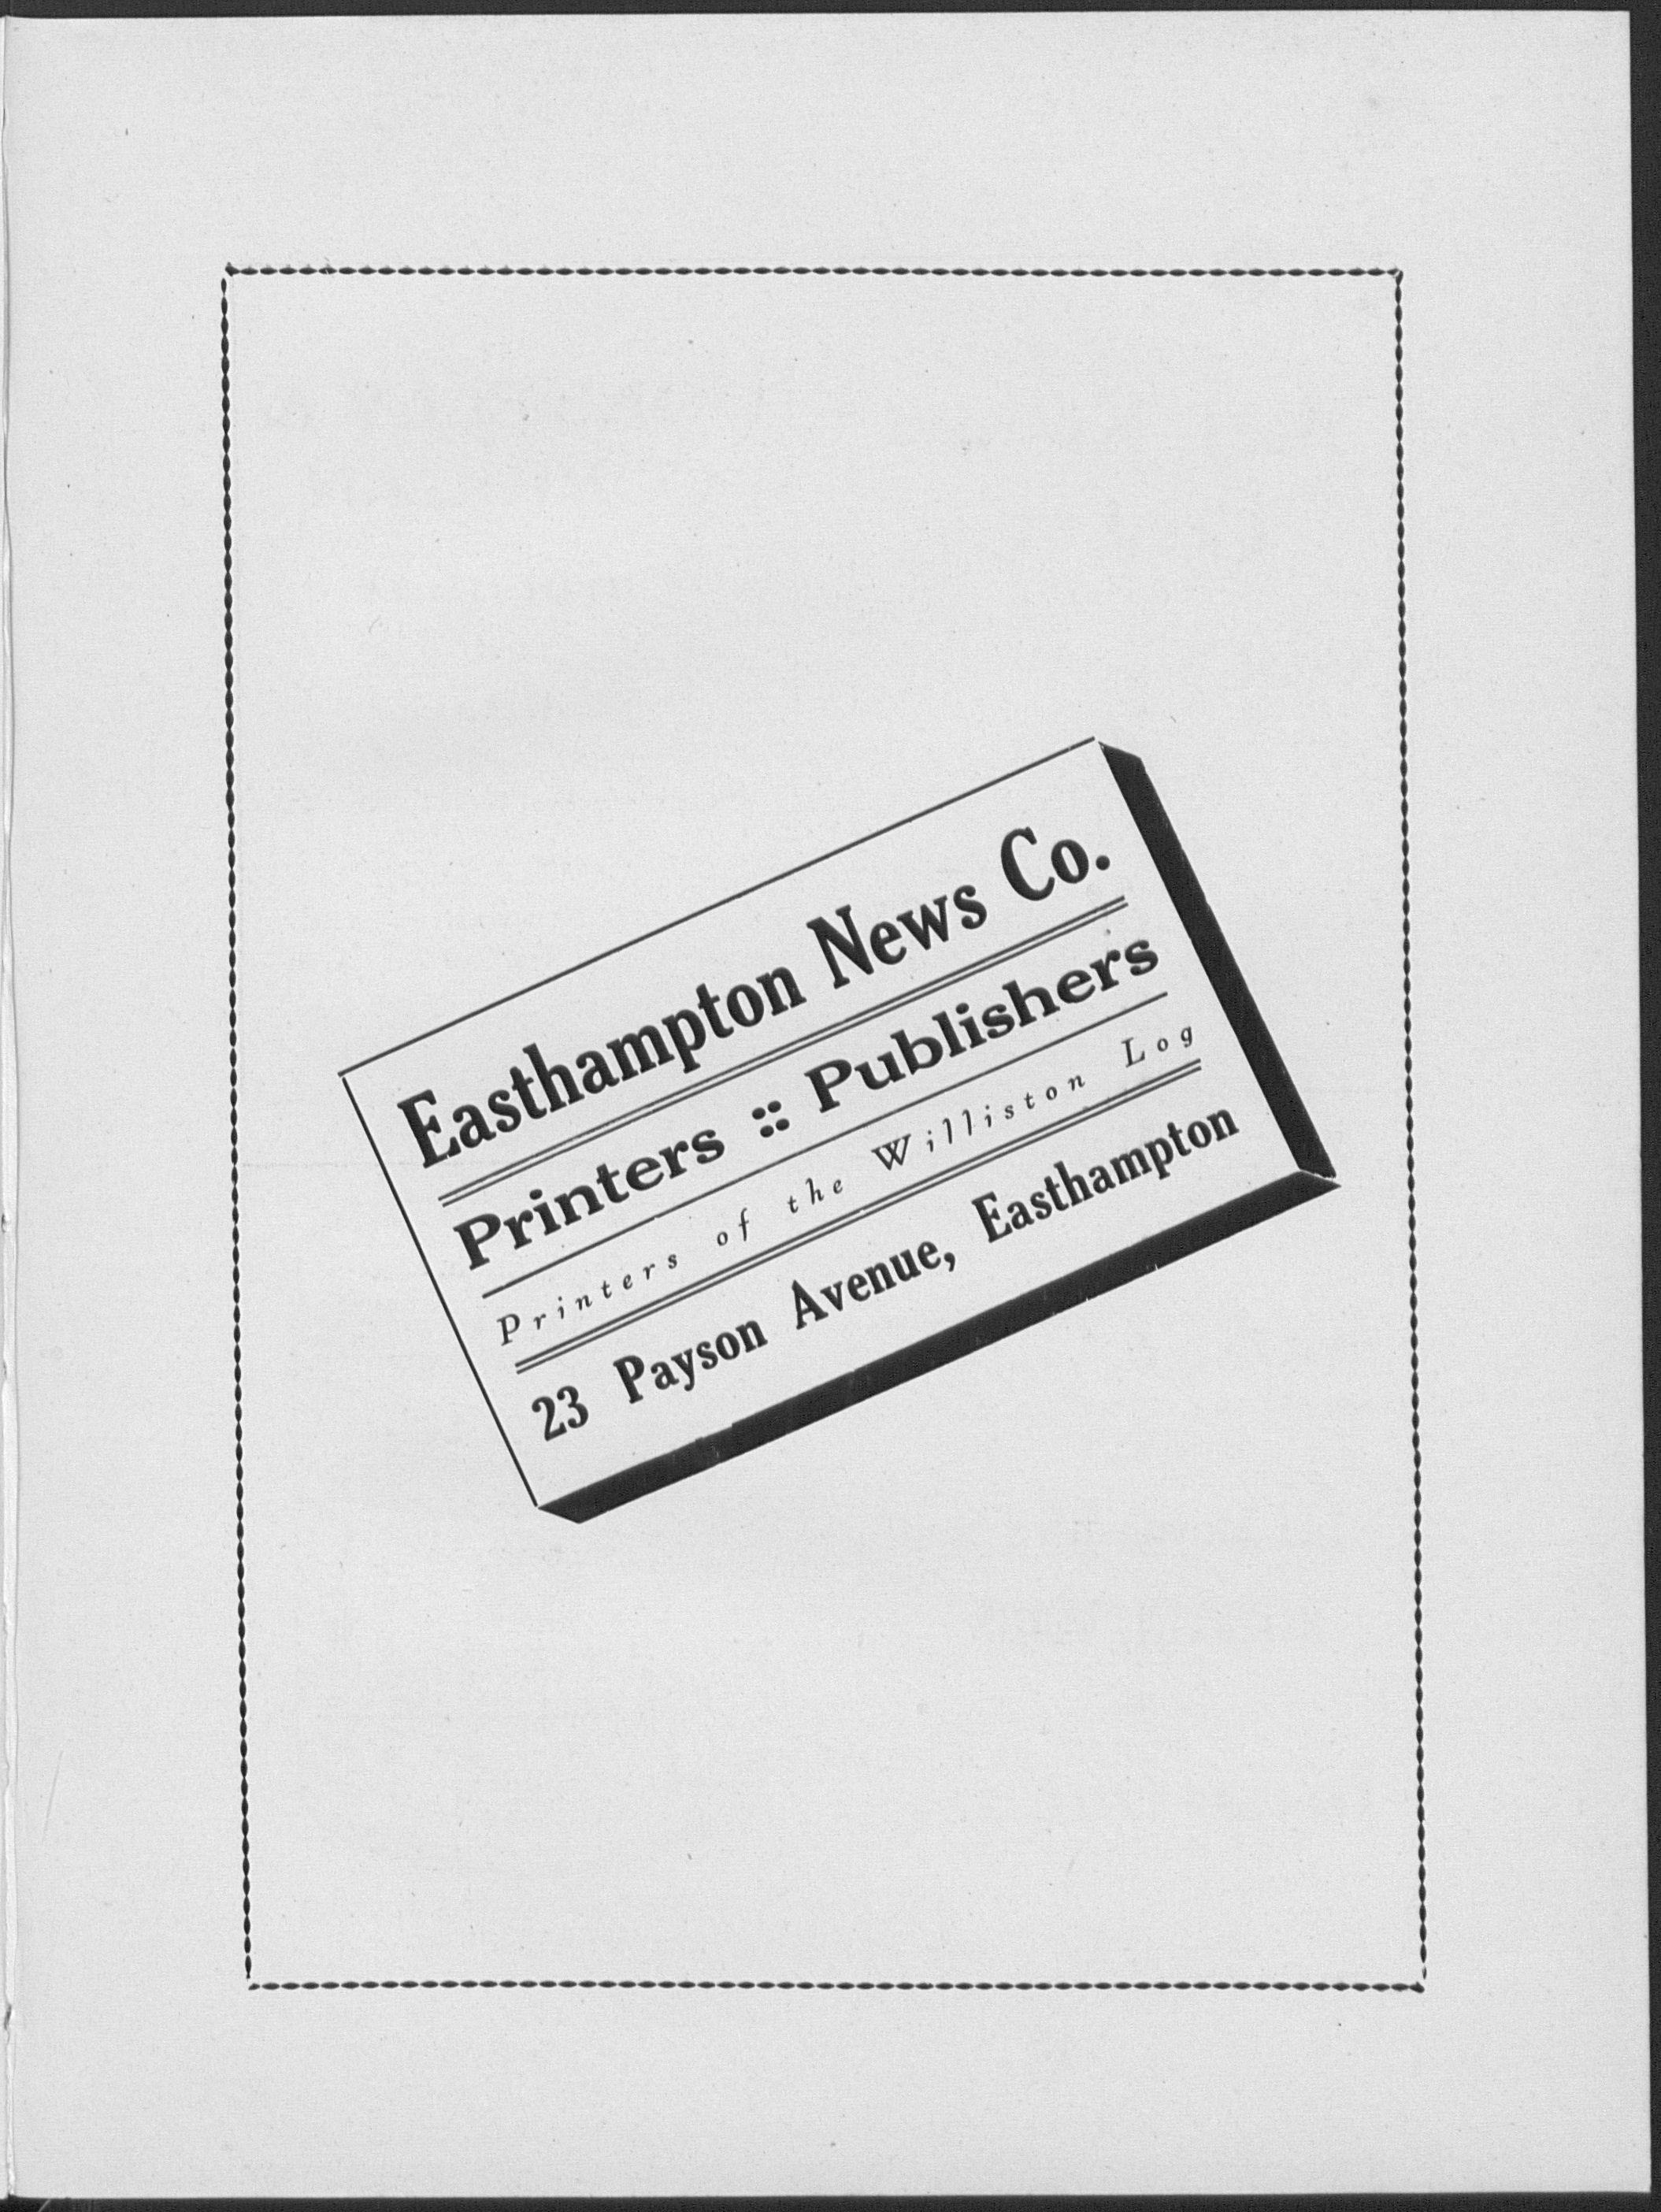 Easthampton News Co.
Printers :: Publishers
Printers of the Williston Log
23 Payson Avenue, Easthampton